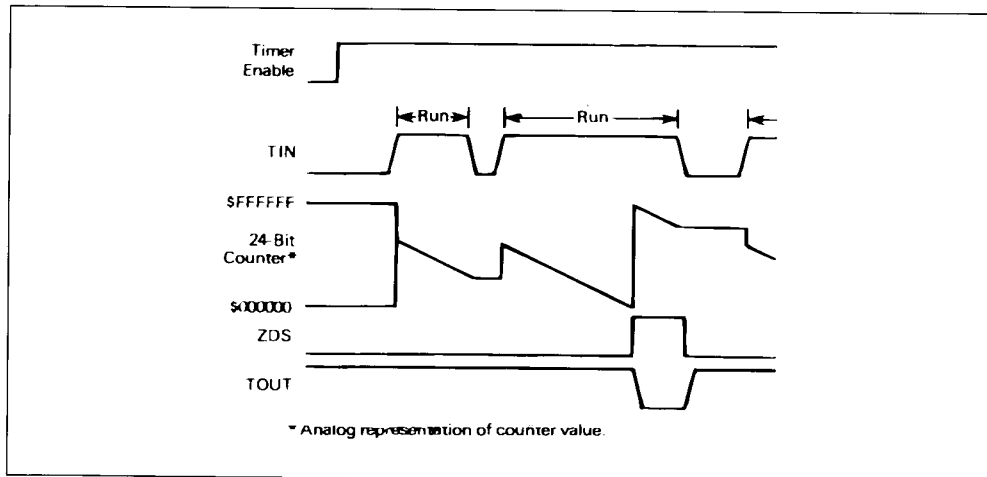 Timer
Enable
Run
Run
TIN
$FFFFFF
24-Bit
Counter*
$000000
ZDS
TOUT
* Analog representation of counter value.